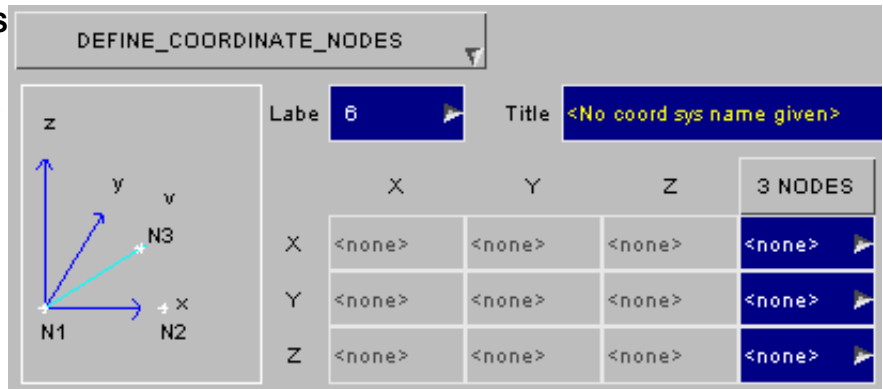 S
DEFINE_COORDINATE_NODES
Labe 6 Title <No coord sys name given>
z
y
v
N3
x
N1
N2
X Y Z 3 NODES
X <none> <none> <none> <none>
Y <none> <none> <none> <none>
Z <none> <none> <none> <none>